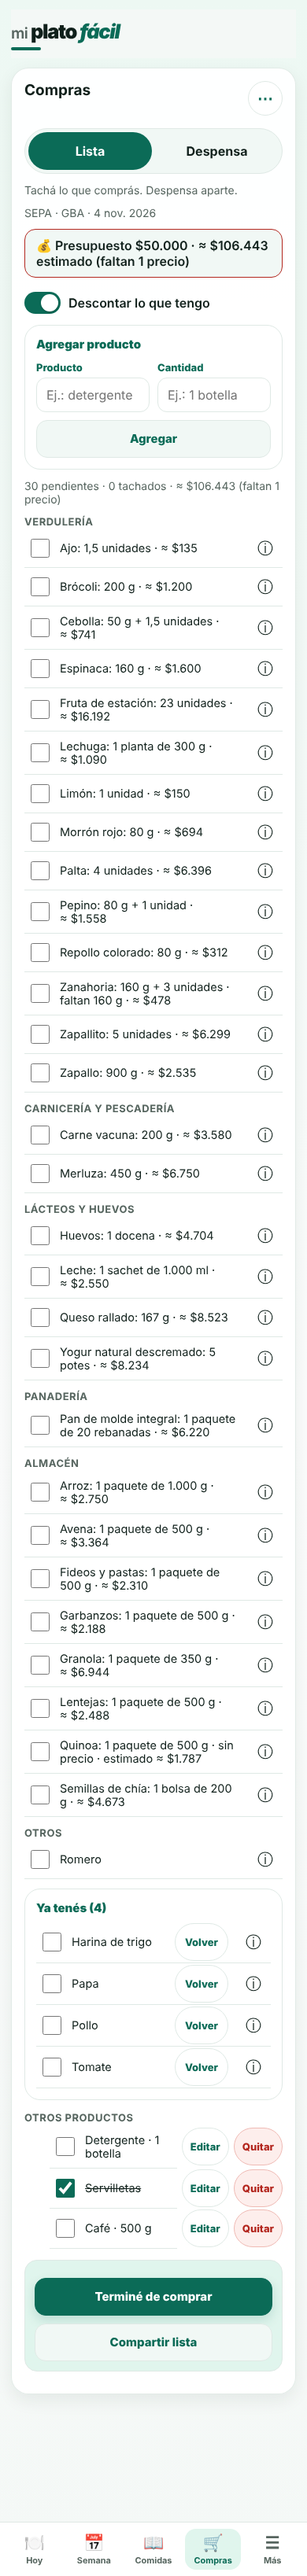 mi plato fácil
Compras
...
Lista
Despensa
Tachá lo que comprás. Despensa aparte.
SEPA · GBA · 4 nov. 2026
💰 Presupuesto $50.000 · ≈ $106.443
estimado (faltan 1 precio)
Descontar lo que tengo
Agregar producto
Producto
Cantidad
Ej.: detergente
Ej.: 1 botella
Agregar
30 pendientes · 0 tachados · ≈ $106.443 (faltan 1
precio)
VERDULERÍA
Ajo: 1,5 unidades · ≈ $135
Brócoli: 200 g · ≈ $1.200
Cebolla: 50 g + 1,5 unidades ·
≈ $741
Espinaca: 160 g · ≈ $1.600
Fruta de estación: 23 unidades ·
≈ $16.192
Lechuga: 1 planta de 300 g ·
≈ $1.090
Limón: 1 unidad · ≈ $150
Morrón rojo: 80 g · ≈ $694
Palta: 4 unidades · ≈ $6.396
Pepino: 80 g + 1 unidad ·
≈ $1.558
Repollo colorado: 80 g · ≈ $312
Zanahoria: 160 g + 3 unidades ·
faltan 160 g · ≈ $478
Zapallito: 5 unidades · ≈ $6.299
Zapallo: 900 g · ≈ $2.535
CARNICERÍA Y PESCADERÍA
Carne vacuna: 200 g · ≈ $3.580
Merluza: 450 g · ≈ $6.750
LÁCTEOS Y HUEVOS
Huevos: 1 docena · ≈ $4.704
Leche: 1 sachet de 1.000 ml ·
≈ $2.550
Queso rallado: 167 g · ≈ $8.523
Yogur natural descremado: 5
potes · ≈ $8.234
PANADERÍA
Pan de molde integral: 1 paquete
de 20 rebanadas · ≈ $6.220
ALMACÉN
Arroz: 1 paquete de 1.000 g ·
≈ $2.750
Avena: 1 paquete de 500 g ·
≈ $3.364
Fideos y pastas: 1 paquete de
500 g · ≈ $2.310
Garbanzos: 1 paquete de 500 g ·
≈ $2.188
Granola: 1 paquete de 350 g ·
≈ $6.944
Lentejas: 1 paquete de 500 g ·
≈ $2.488
Quinoa: 1 paquete de 500 g · sin
precio · estimado ≈ $1.787
Semillas de chía: 1 bolsa de 200
g · ≈ $4.673
OTROS
Romero
Ya tenés (4)
Harina de trigo
Volver
Papa
Volver
Pollo
Volver
Tomate
Volver
OTROS PRODUCTOS
Detergente · 1
botella
Editar
Quitar
Servilletas
Editar
Quitar
Café · 500 g
Editar
Quitar
Terminé de comprar
Compartir lista
Hoy
Semana
Comidas
Compras
Más